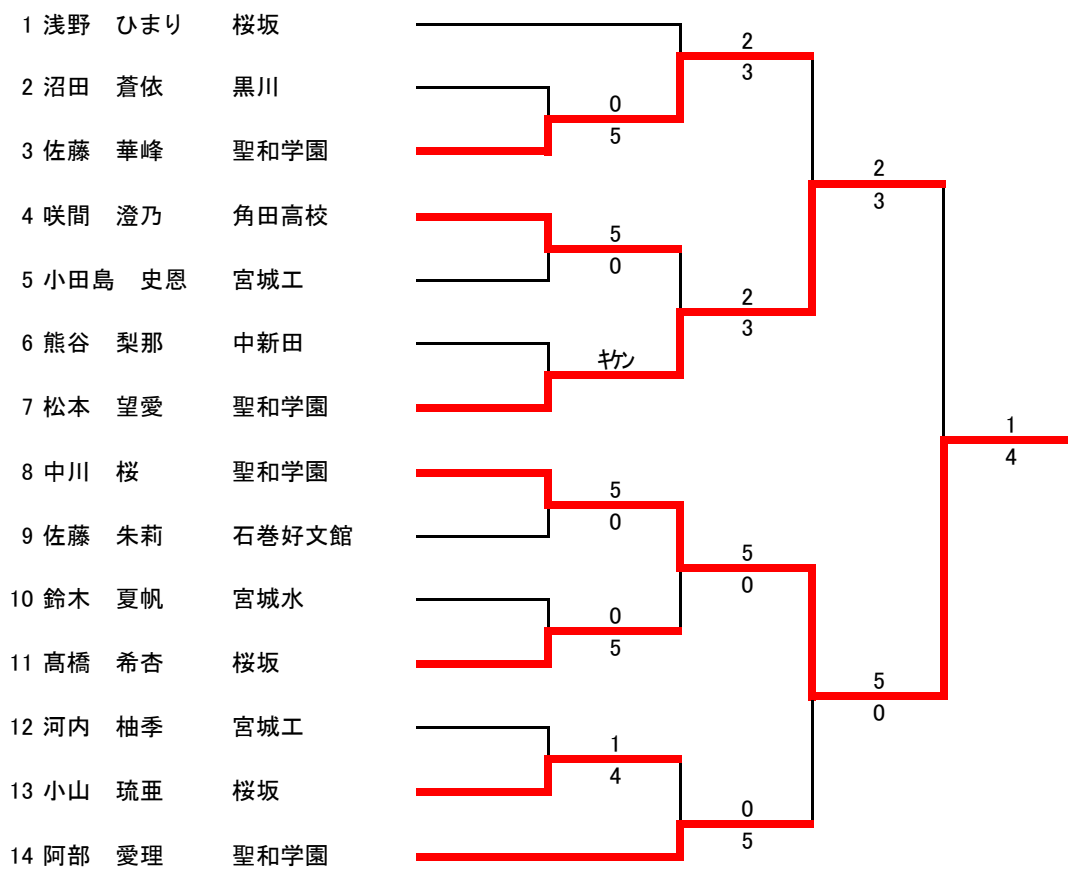 1 浅野 ひまり 桜坂
2
3
2 沼田 蒼依 黒川
0
5
3 佐藤 華峰 聖和学園
2
3
4 咲間 澄乃 角田高校
5
0
5 小田島 史恩 宮城工
2
3
6 熊谷 梨那 中新田
キケン
7 松本 望愛 聖和学園
1
4
8 中川 桜 聖和学園
5
0
9 佐藤 朱莉 石巻好文館
5
0
10 鈴木 夏帆 宮城水
0
5
11 髙橋 希杏 桜坂
5
0
12 河内 柚季 宮城工
1
4
13 小山 琉亜 桜坂
0
5
14 阿部 愛理 聖和学園